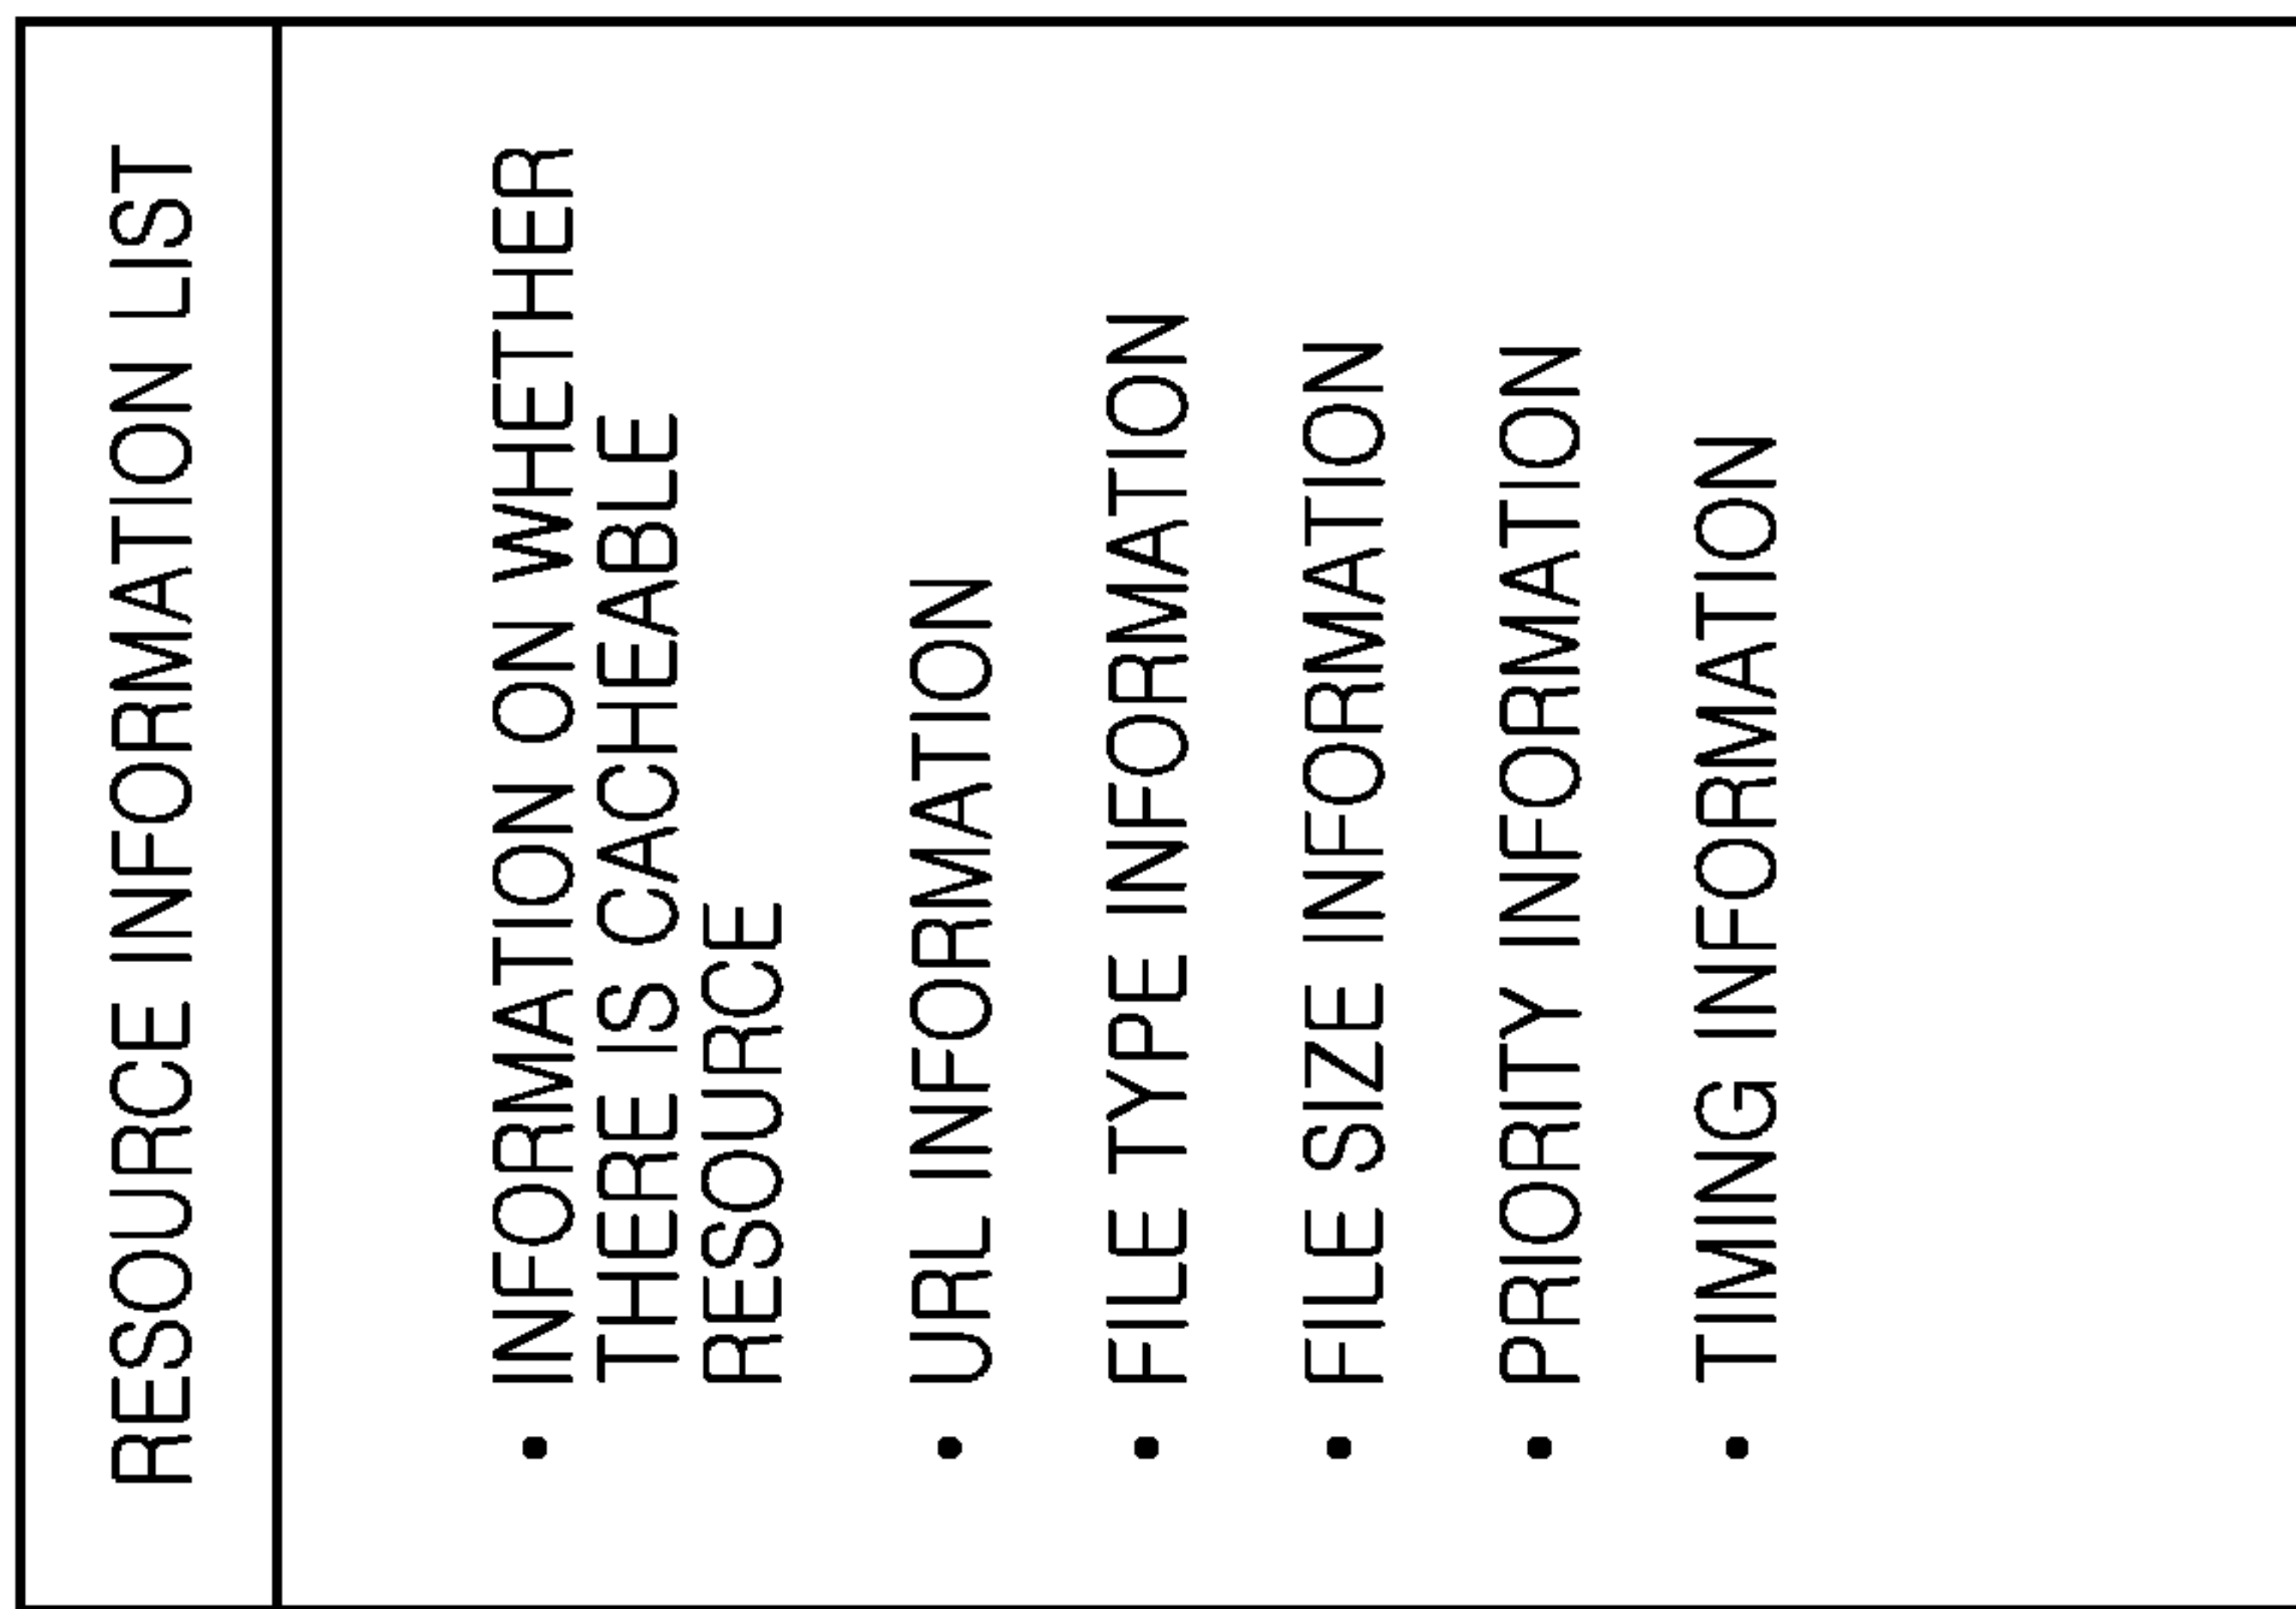 RESOURCE INFORMATION LIST
• INFORMATION ON WHETHER
THERE IS CACHEABLE
RESOURCE
• URL INFORMATION
• FILE TYPE INFORMATION
• FILE SIZE INFORMATION
• PRIORITY INFORMATION
• TIMING INFORMATION